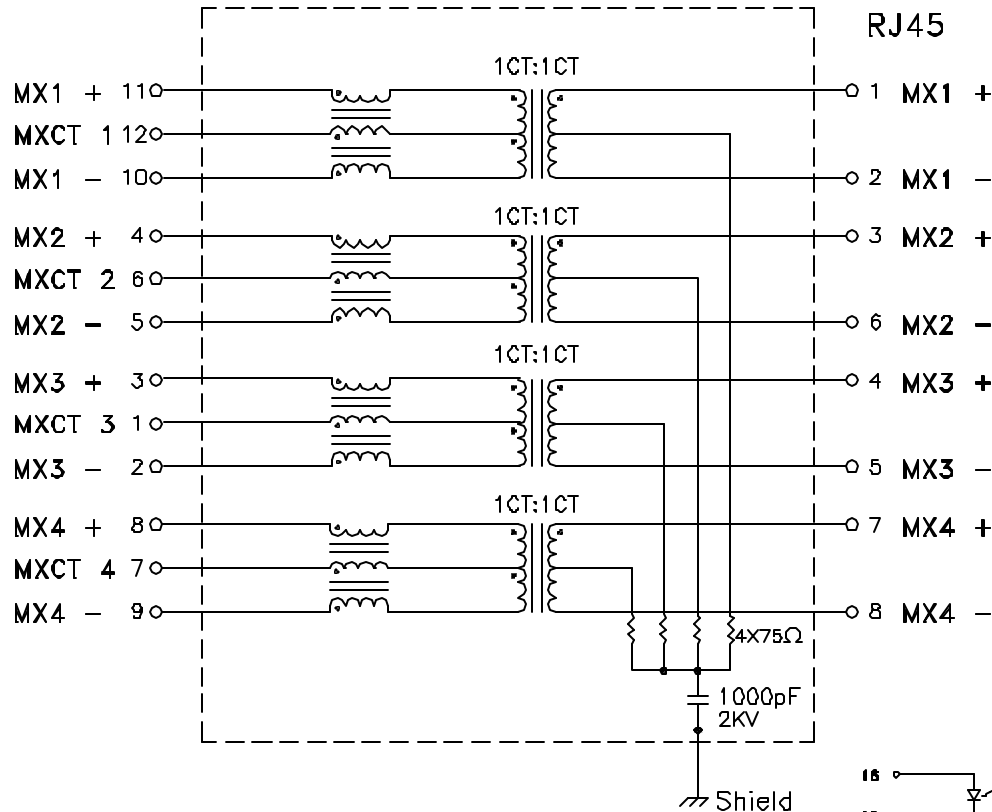 RJ45
1CT:1CT
MX1 + 11 1 MX1 +
MXCT 1 12
MX1 - 10 2 MX1 -
1CT:1CT
MX2 + 4 3 MX2 +
MXCT 2 6
MX2 - 5 6 MX2 -
1CT:1CT
MX3 + 3 4 MX3 +
MXCT 3 1
MX3 - 2 5 MX3 -
1CT:1CT
MX4 + 8 7 MX4 +
MXCT 4 7
MX4 - 9 8 MX4 -
4X75Ω
1000pF
2KV
Shield